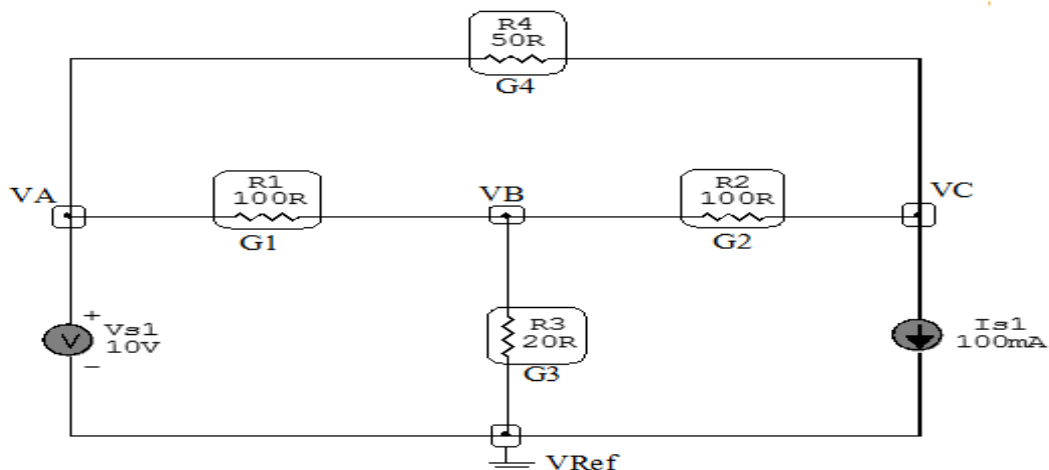 R4
50R
G4
VA
R1
100R
G1
VB
R2
100R
G2
VC
+
V
Vs1
10V
−
R3
20R
G3
Is1
100mA
VRef